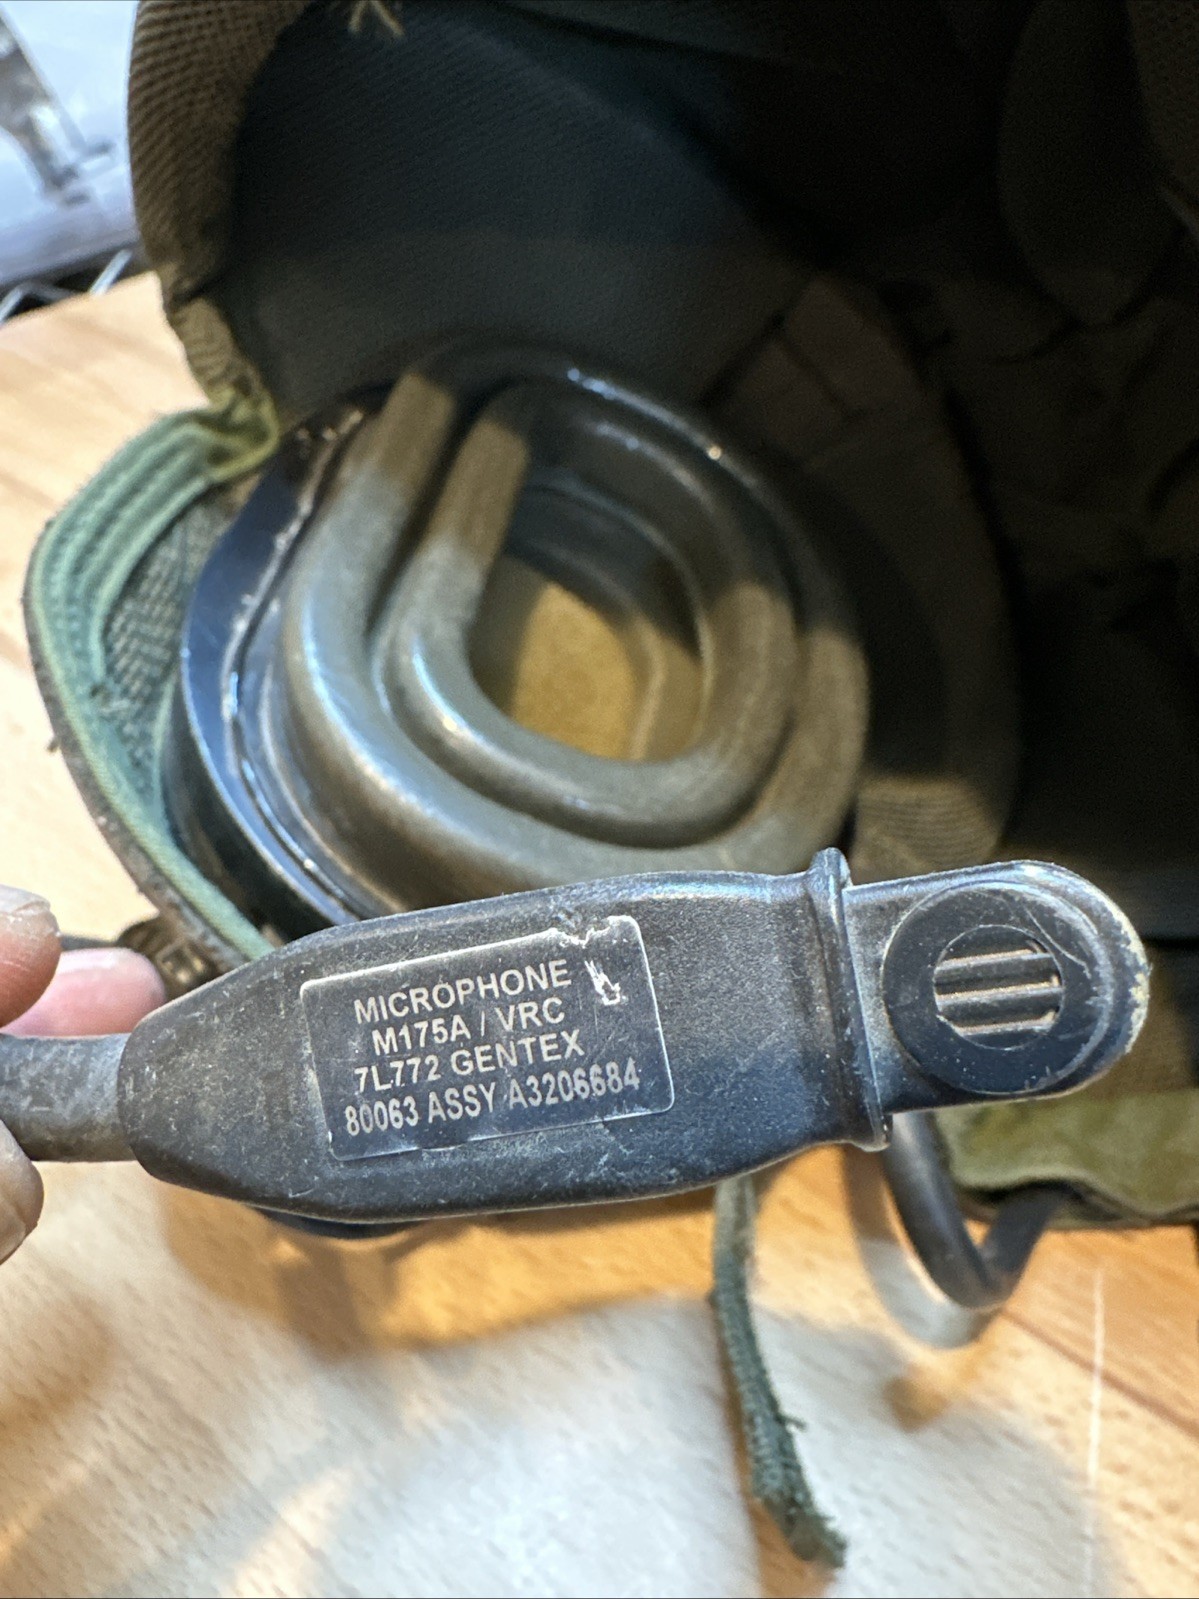 MICROPHONE
M175A / VRC
7L772 GENTEX
80063 ASSY A3206684